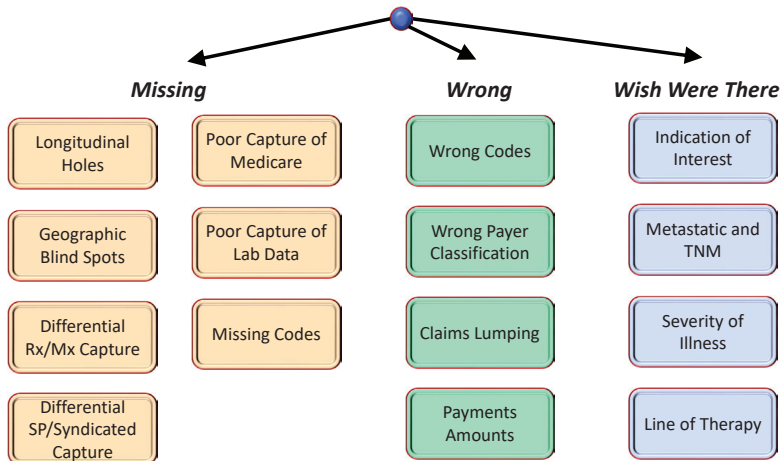 Missing
Wrong
Wish Were There
Longitudinal
Holes
Geographic
Blind Spots
Differential
Rx/Mx Capture
Differential
SP/Syndicated
Capture
Poor Capture of
Medicare
Poor Capture of
Lab Data
Missing Codes
Wrong Codes
Wrong Payer
Classification
Claims Lumping
Payments
Amounts
Indication of
Interest
Metastatic and
TNM
Severity of
Illness
Line of Therapy